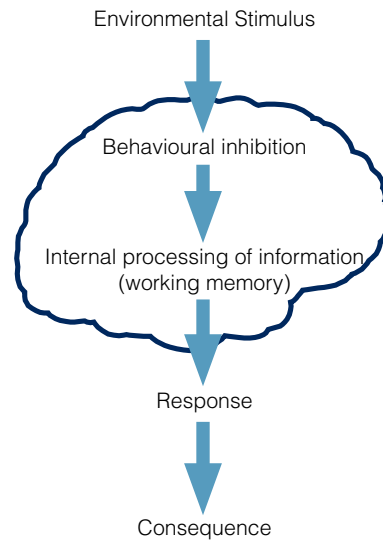 Environmental Stimulus
Behavioural inhibition
Internal processing of information
(working memory)
Response
Consequence